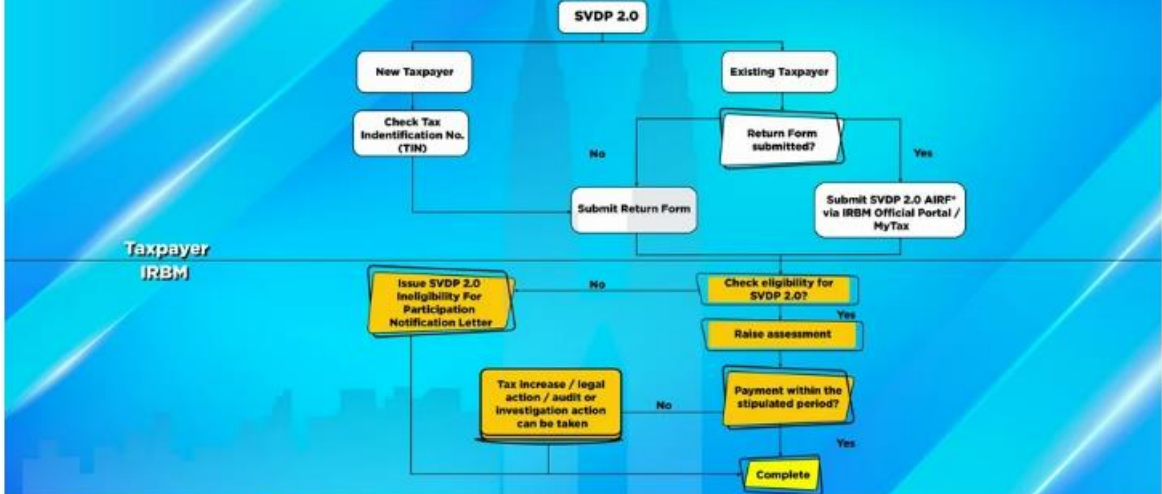 SVDP 2.0
New Taxpayer
Existing Taxpayer
Check Tax
Indentification No.
(TIN)
Return Form
submitted?
No
Yes
Submit Return Form
Submit SVDP 2.0 AIRF*
via IRBM Official Portal /
MyTax
Taxpayer
IRBM
Issue SVDP 2.0
Ineligibility For
Participation
Notification Letter
No
Check eligibility for
SVDP 2.0?
Yes
Raise assessment
Tax increase / legal
action / audit or
investigation action
can be taken
No
Payment within the
stipulated period?
Yes
Complete